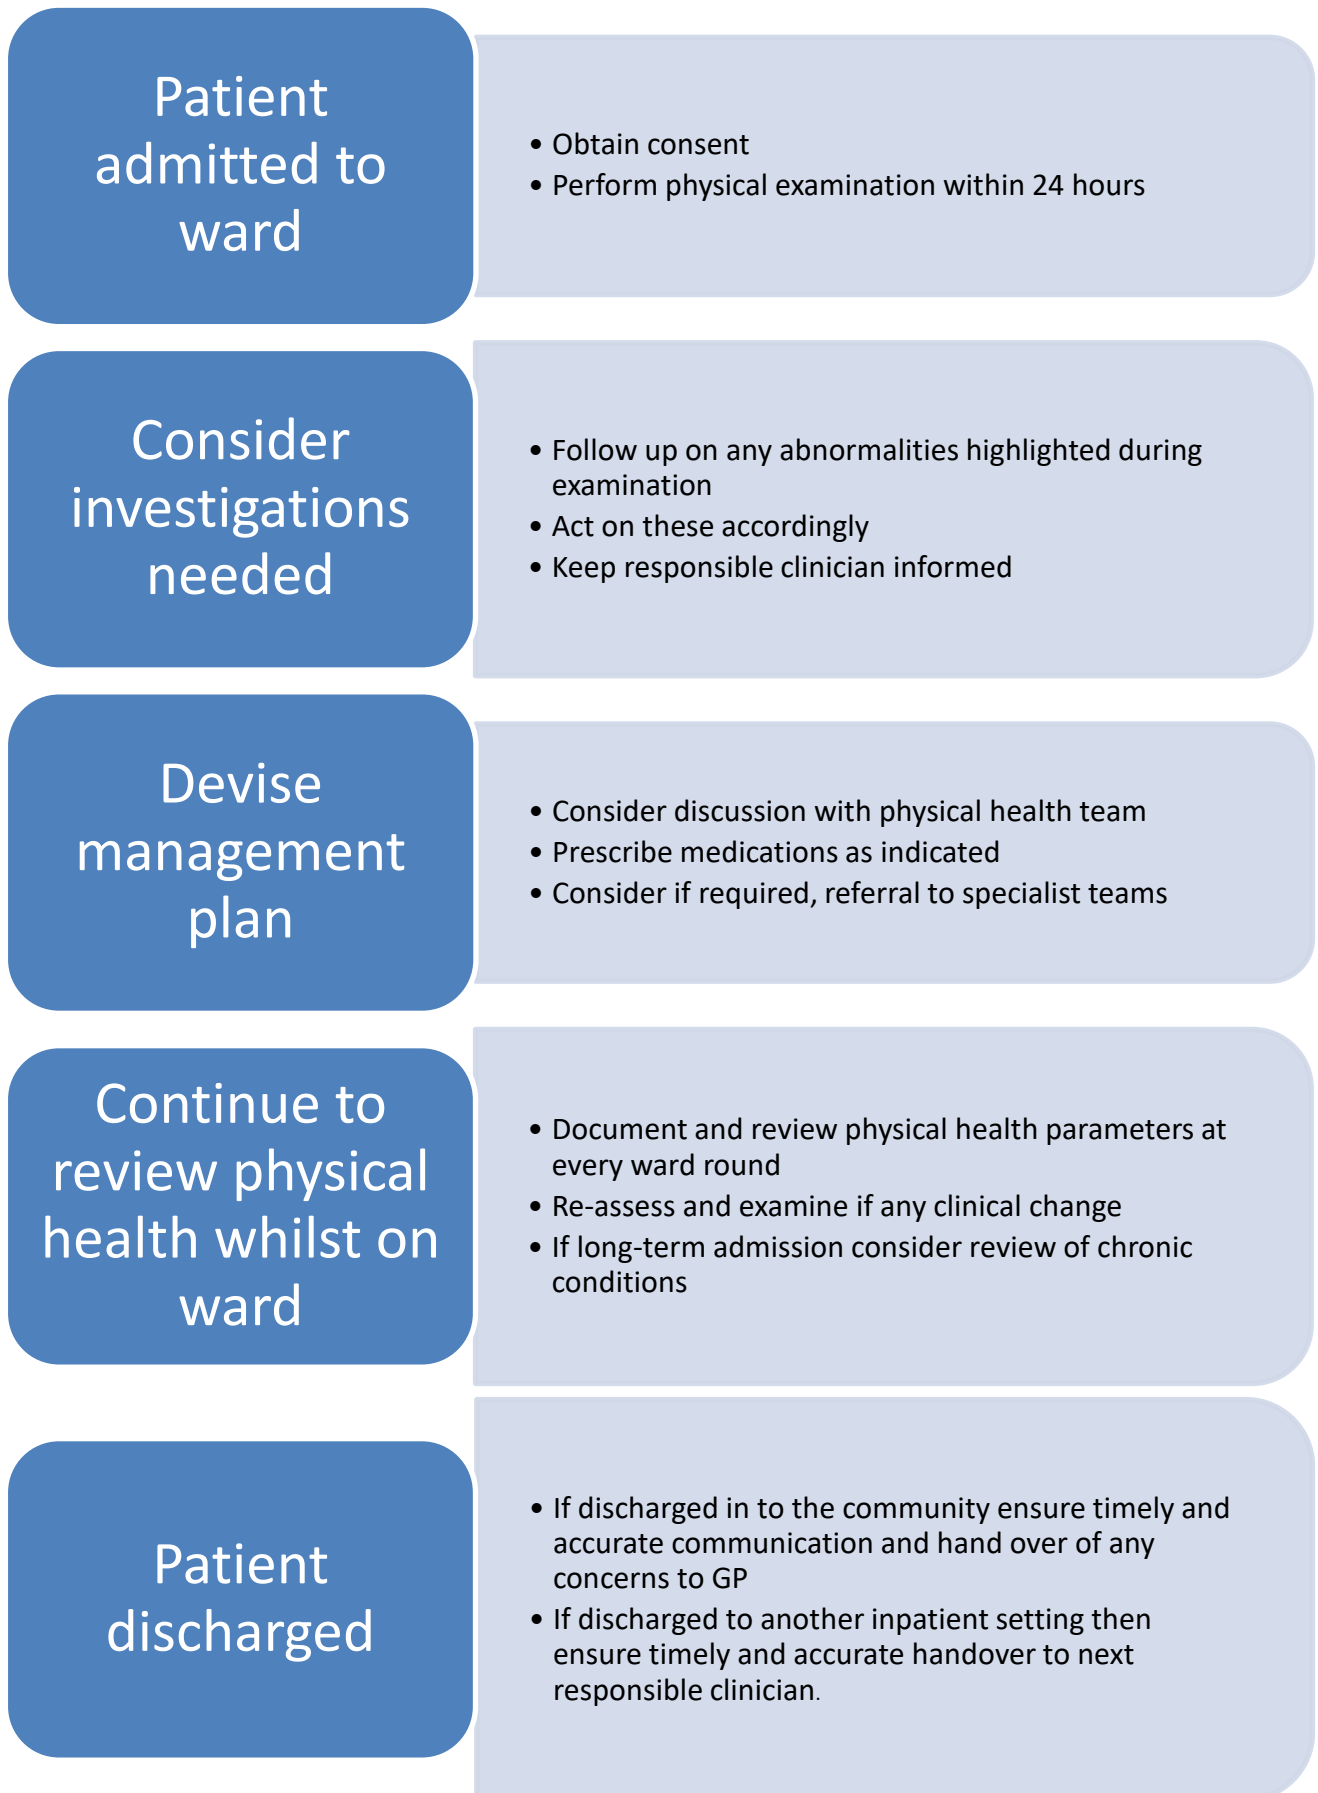 Patient
admitted to
ward
• Obtain consent
• Perform physical examination within 24 hours
Consider
investigations
needed
• Follow up on any abnormalities highlighted during
examination
• Act on these accordingly
• Keep responsible clinician informed
Devise
management
plan
• Consider discussion with physical health team
• Prescribe medications as indicated
• Consider if required, referral to specialist teams
Continue to
review physical
health whilst on
ward
• Document and review physical health parameters at
every ward round
• Re-assess and examine if any clinical change
• If long-term admission consider review of chronic
conditions
Patient
discharged
• If discharged in to the community ensure timely and
accurate communication and hand over of any
concerns to GP
• If discharged to another inpatient setting then
ensure timely and accurate handover to next
responsible clinician.